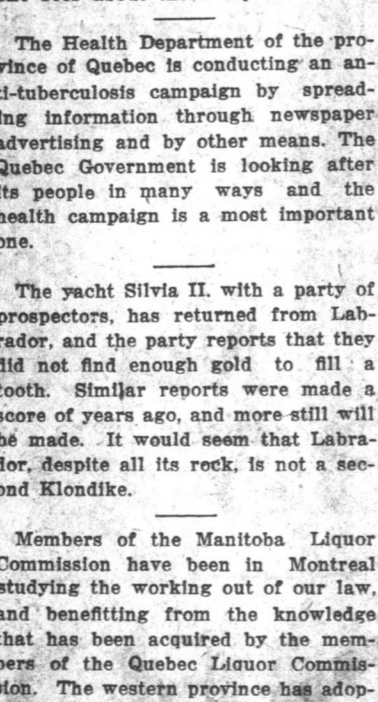 The Health Department of the pro-
vince of Quebec is conducting an an-
ti-tuberculosis campaign by spread-
ing information through newspaper
advertising and by other means. The
Quebec Government is looking after
its people in many ways and the
health campaign is a most important
one.
The yacht Silvia II. with a party of
prospectors, has returned from Lab-
rador, and the party reports that they
did not find enough gold to fill a
tooth. Similar reports were made a
score of years ago, and more still will
be made. It would seem that Labra-
dor, despite all its rock, is not a sec-
ond Klondike.
Members of the Manitoba Liquor
Commission have been in Montreal
studying the working out of our law,
and benefitting from the knowledge
that has been acquired by the mem-
bers of the Quebec Liquor Commis-
sion. The western province has adop-